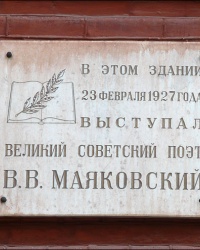 В ЭТОМ ЗДАНИИ
23 ФЕВРАЛЯ 1927 ГОДА
ВЫСТУПАЛ
ВЕЛИКИЙ СОВЕТСКИЙ ПОЭТ
В.В. МАЯКОВСКИЙ